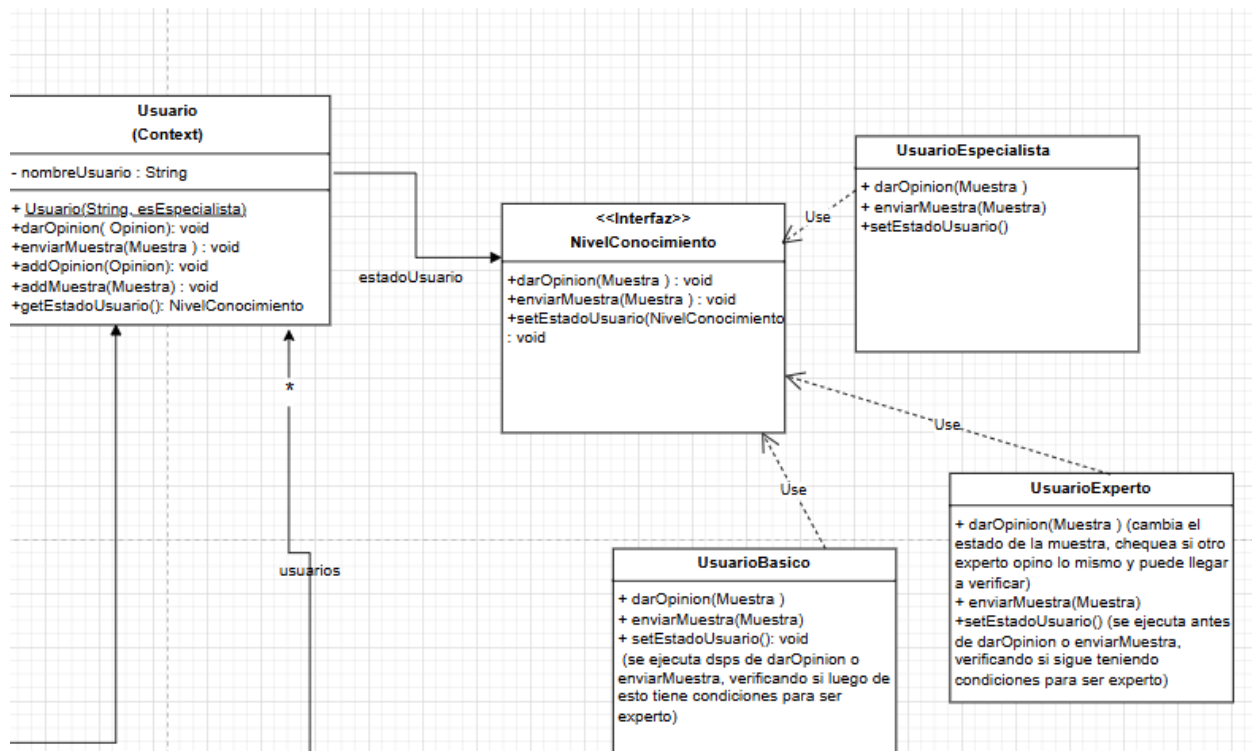 Usuario
(Context)
- nombreUsuario : String
+ Usuario(String, esEspecialista)
+darOpinion( Opinion): void
+enviarMuestra(Muestra ) : void
+addOpinion(Opinion): void
+addMuestra(Muestra) : void
+getEstadoUsuario(): NivelConocimiento
estadoUsuario
*
usuarios
<<Interfaz>>
NivelConocimiento
+darOpinion(Muestra ) : void
+enviarMuestra(Muestra ) : void
+setEstadoUsuario(NivelConocimiento
: void
Use
Use
Use
UsuarioEspecialista
+ darOpinion(Muestra )
+ enviarMuestra(Muestra)
+setEstadoUsuario()
UsuarioBasico
+ darOpinion(Muestra )
+ enviarMuestra(Muestra)
+ setEstadoUsuario(): void
(se ejecuta dsps de darOpinion o
enviarMuestra, verificando si luego de
esto tiene condiciones para ser
experto)
UsuarioExperto
+ darOpinion(Muestra ) (cambia el
estado de la muestra, chequea si otro
experto opino lo mismo y puede llegar
a verificar)
+ enviarMuestra(Muestra)
+setEstadoUsuario() (se ejecuta antes
de darOpinion o enviarMuestra,
verificando si sigue teniendo
condiciones para ser experto)